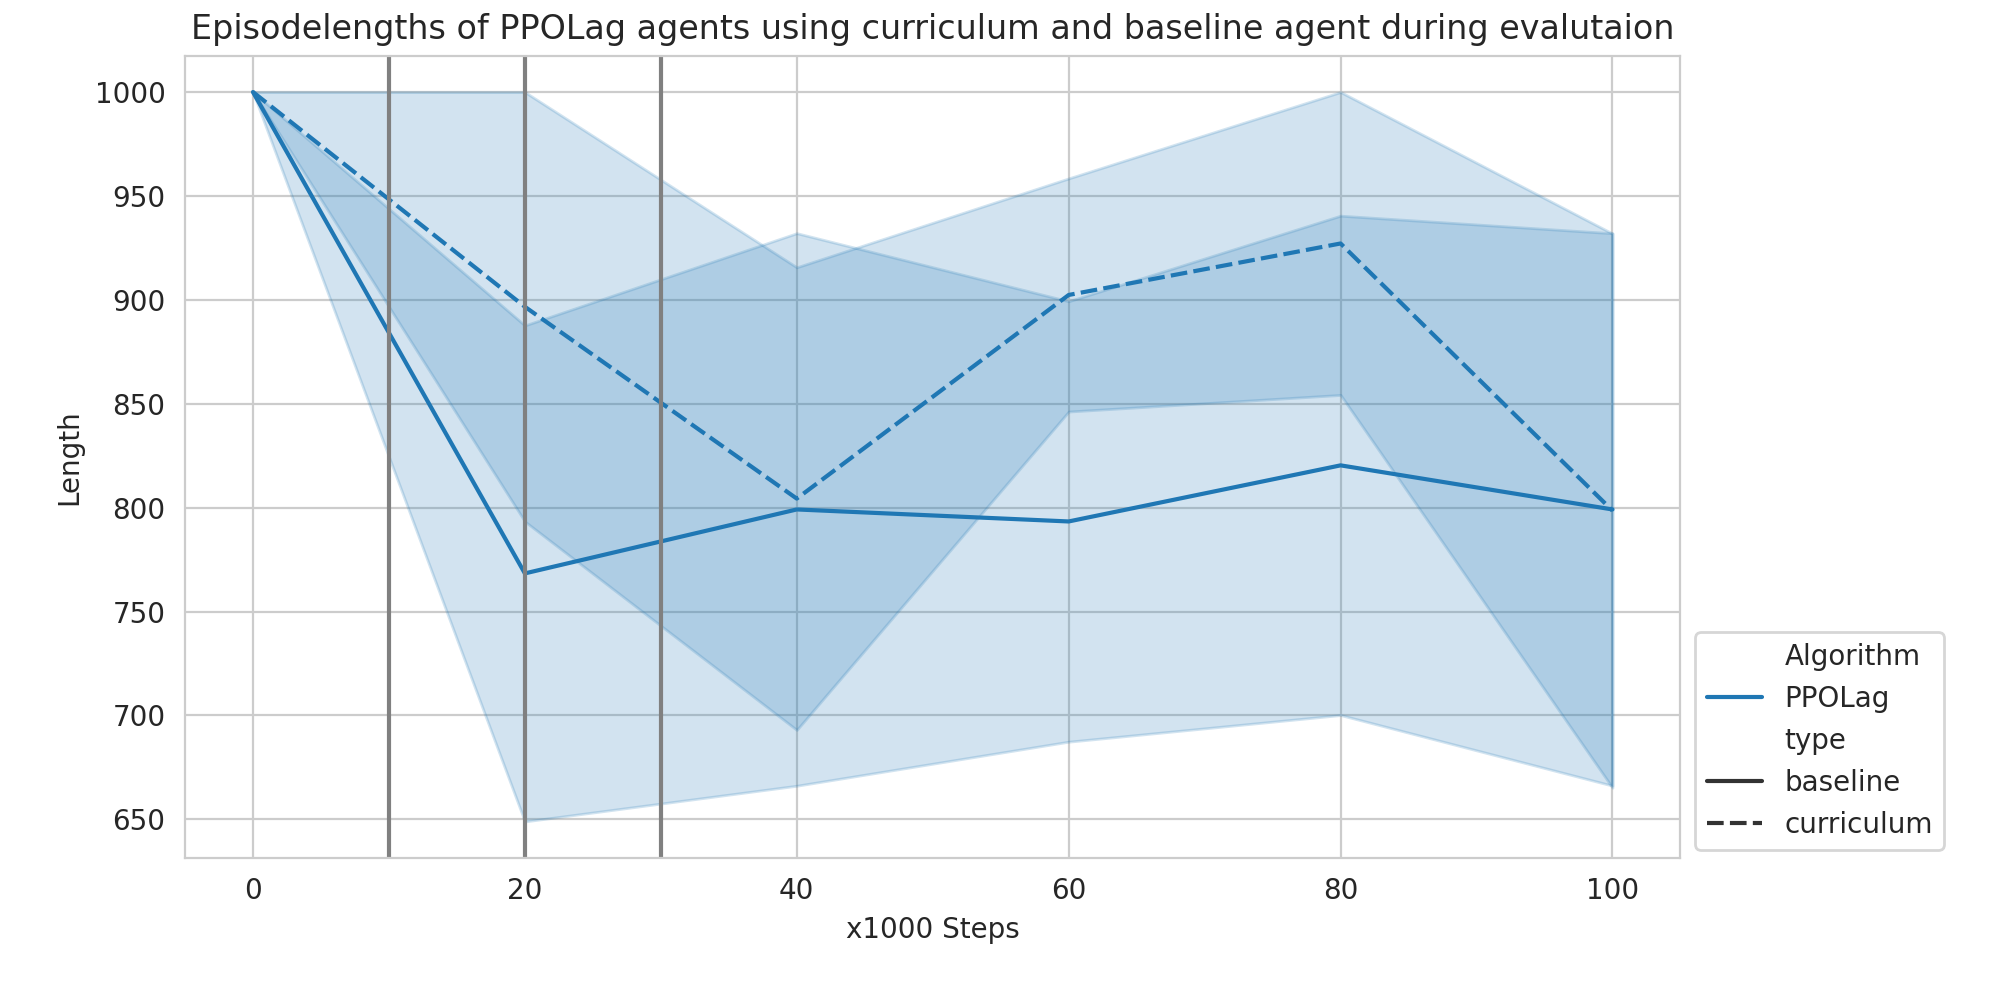 Episodelengths of PPOLag agents using curriculum and baseline agent during evalutaion
1000
950
900
850
800
750
700
650
Length
0 20 40 60 80 100
x1000 Steps
Algorithm
PPOLag
type
baseline
curriculum